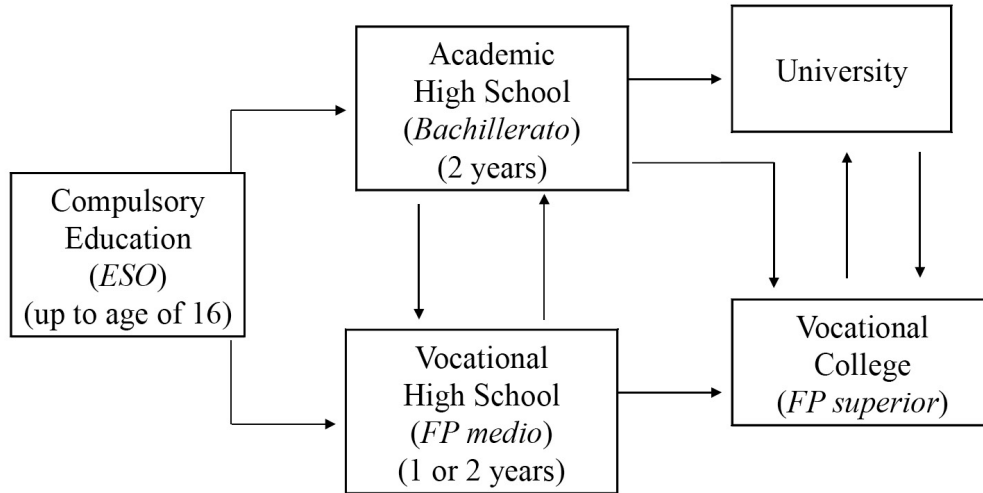 Compulsory
Education
(ESO)
(up to age of 16)
Academic
High School
(Bachillerato)
(2 years)
Vocational
High School
(FP medio)
(1 or 2 years)
University
Vocational
College
(FP superior)